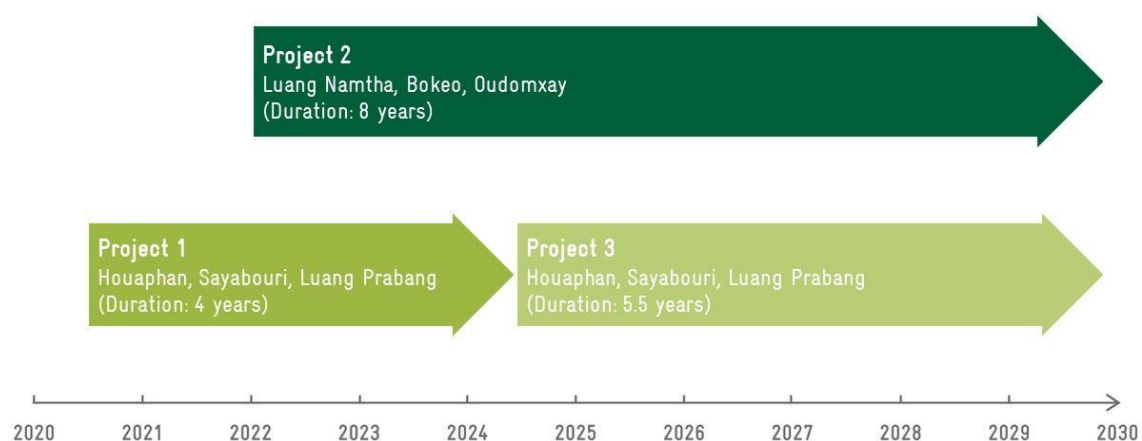 Project 2
Luang Namtha, Bokeo, Oudomxay
(Duration: 8 years)
Project 1
Houaphan, Sayabouri, Luang Prabang
(Duration: 4 years)
Project 3
Houaphan, Sayabouri, Luang Prabang
(Duration: 5.5 years)
2020 2021 2022 2023 2024 2025 2026 2027 2028 2029 2030